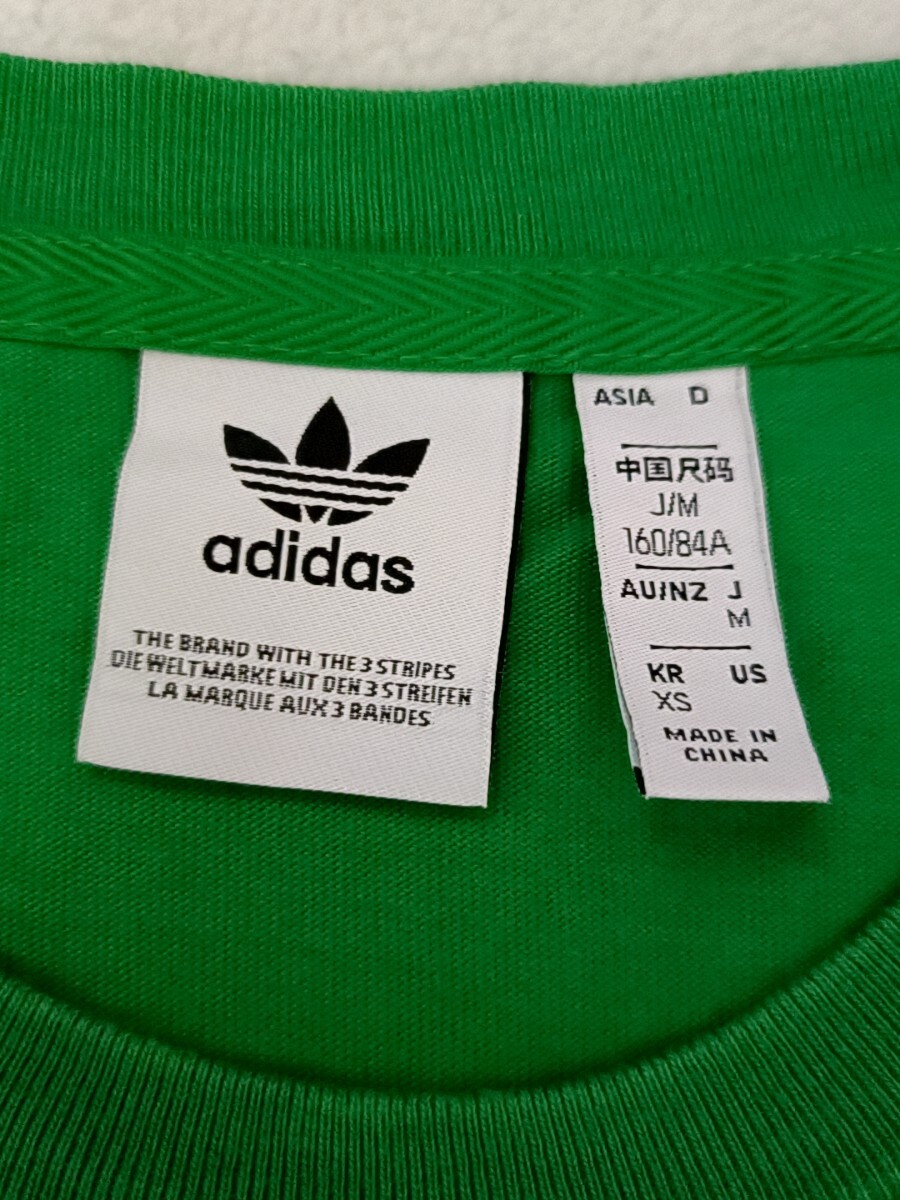 adidas
THE BRAND WITH THE 3 STRIPES
DIE WELTMARKE MIT DEN 3 STREIFEN
LA MARQUE AUX 3 BANDES
ASIA D
中国尺码
J/M
160/84A
AU/NZ J
M
KR US
XS
MADE IN
CHINA